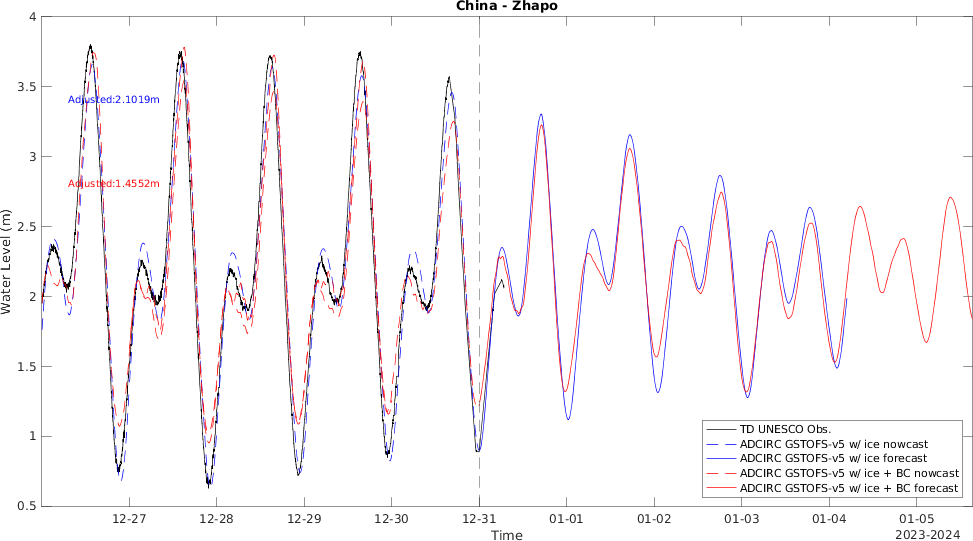 China - Zhapo
4
3.5
3
2.5
2
1.5
1
0.5
Water Level (m)
Adjusted:2.1019m
Adjusted:1.4552m
TD UNESCO Obs.
ADCIRC GSTOFS-v5 w/ ice nowcast
ADCIRC GSTOFS-v5 w/ ice forecast
ADCIRC GSTOFS-v5 w/ ice + BC nowcast
ADCIRC GSTOFS-v5 w/ ice + BC forecast
12-27 12-28 12-29 12-30 12-31 01-01 01-02 01-03 01-04 01-05
Time
2023-2024